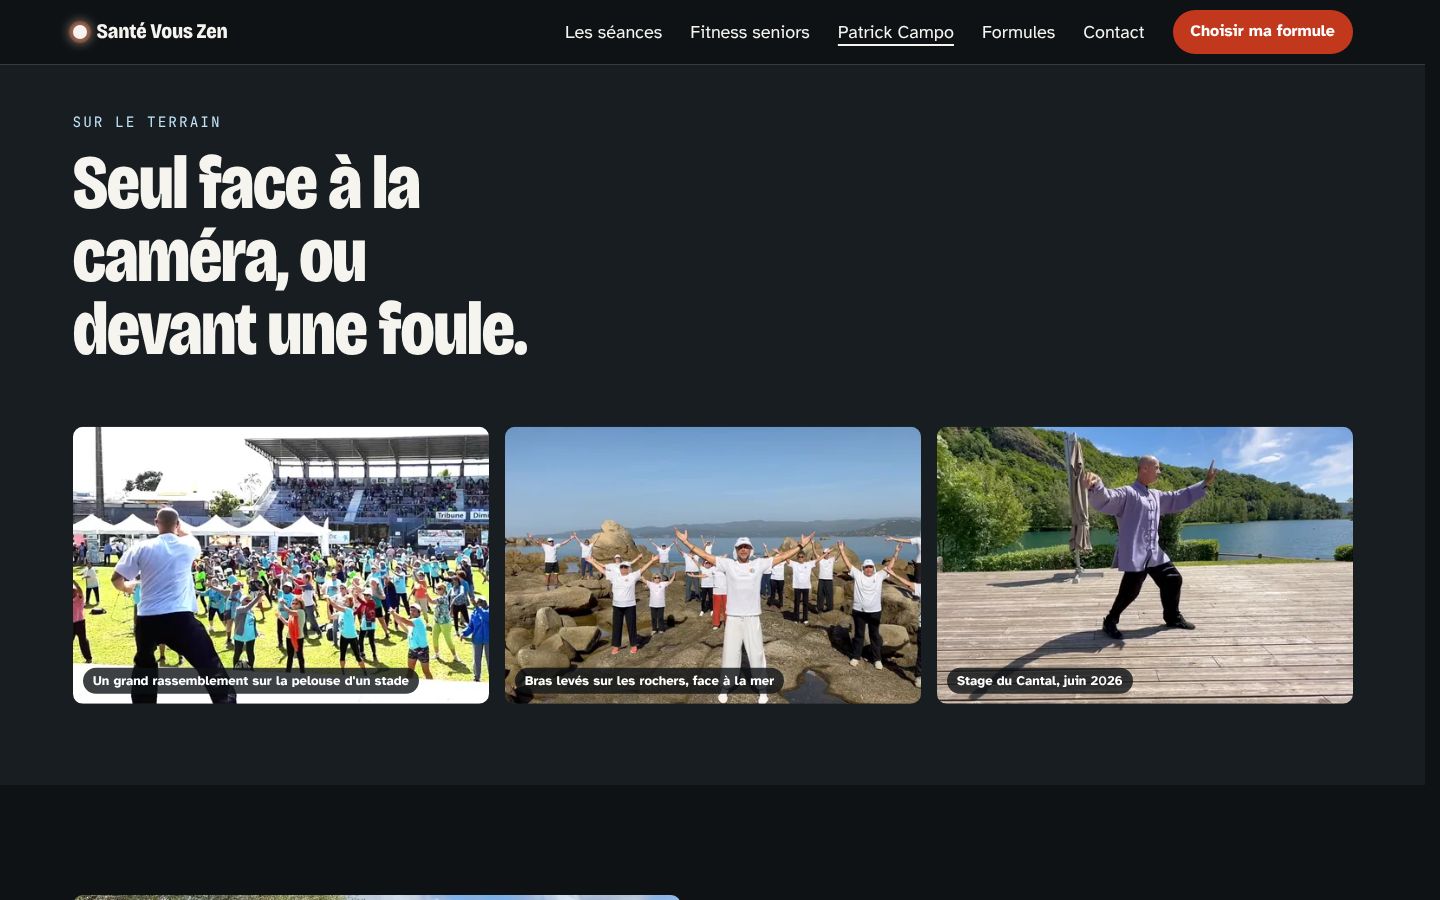 Santé Vous Zen
Les séances
Fitness seniors
Patrick Campo
Formules
Contact
Choisir ma formule
SUR LE TERRAIN
Seul face à la
caméra, ou
devant une foule.
Tribune
Un grand rassemblement sur la pelouse d'un stade
Bras levés sur les rochers, face à la mer
Stage du Cantal, juin 2026